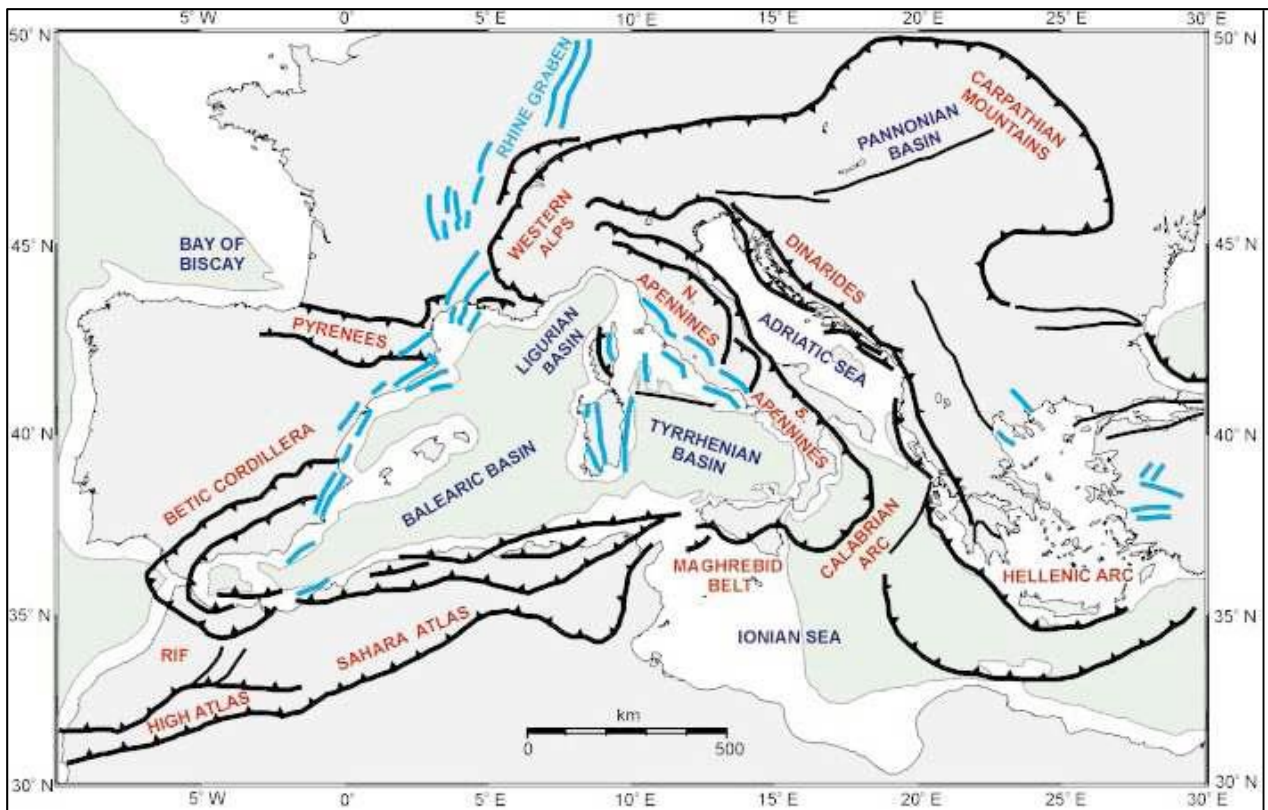 5° W 0° 5° E 10° E 15° E 20° E 25° E 30° E
50° N 50° N
RHINE GRABEN
CARPATHIAN
MOUNTAINS
PANNONIAN
BASIN
WESTERN
ALPS
45° N 45° N
BAY OF
BISCAY
DINARIDES
N.
APENNINES
PYRENEES
LIGURIAN
BASIN
ADRIATIC SEA
S.
APENNINES
40° N 40° N
TYRRHENIAN
BASIN
BETIC CORDILLERA
BALEARIC BASIN
CALABRIAN
ARC
MAGHREBID
BELT
HELLENIC ARC
35° N 35° N
IONIAN SEA
RIF
SAHARA ATLAS
HIGH ATLAS
km
0 500
30° N 30° N
5° W 0° 5° E 10° E 15° E 20° E 25° E 30° E